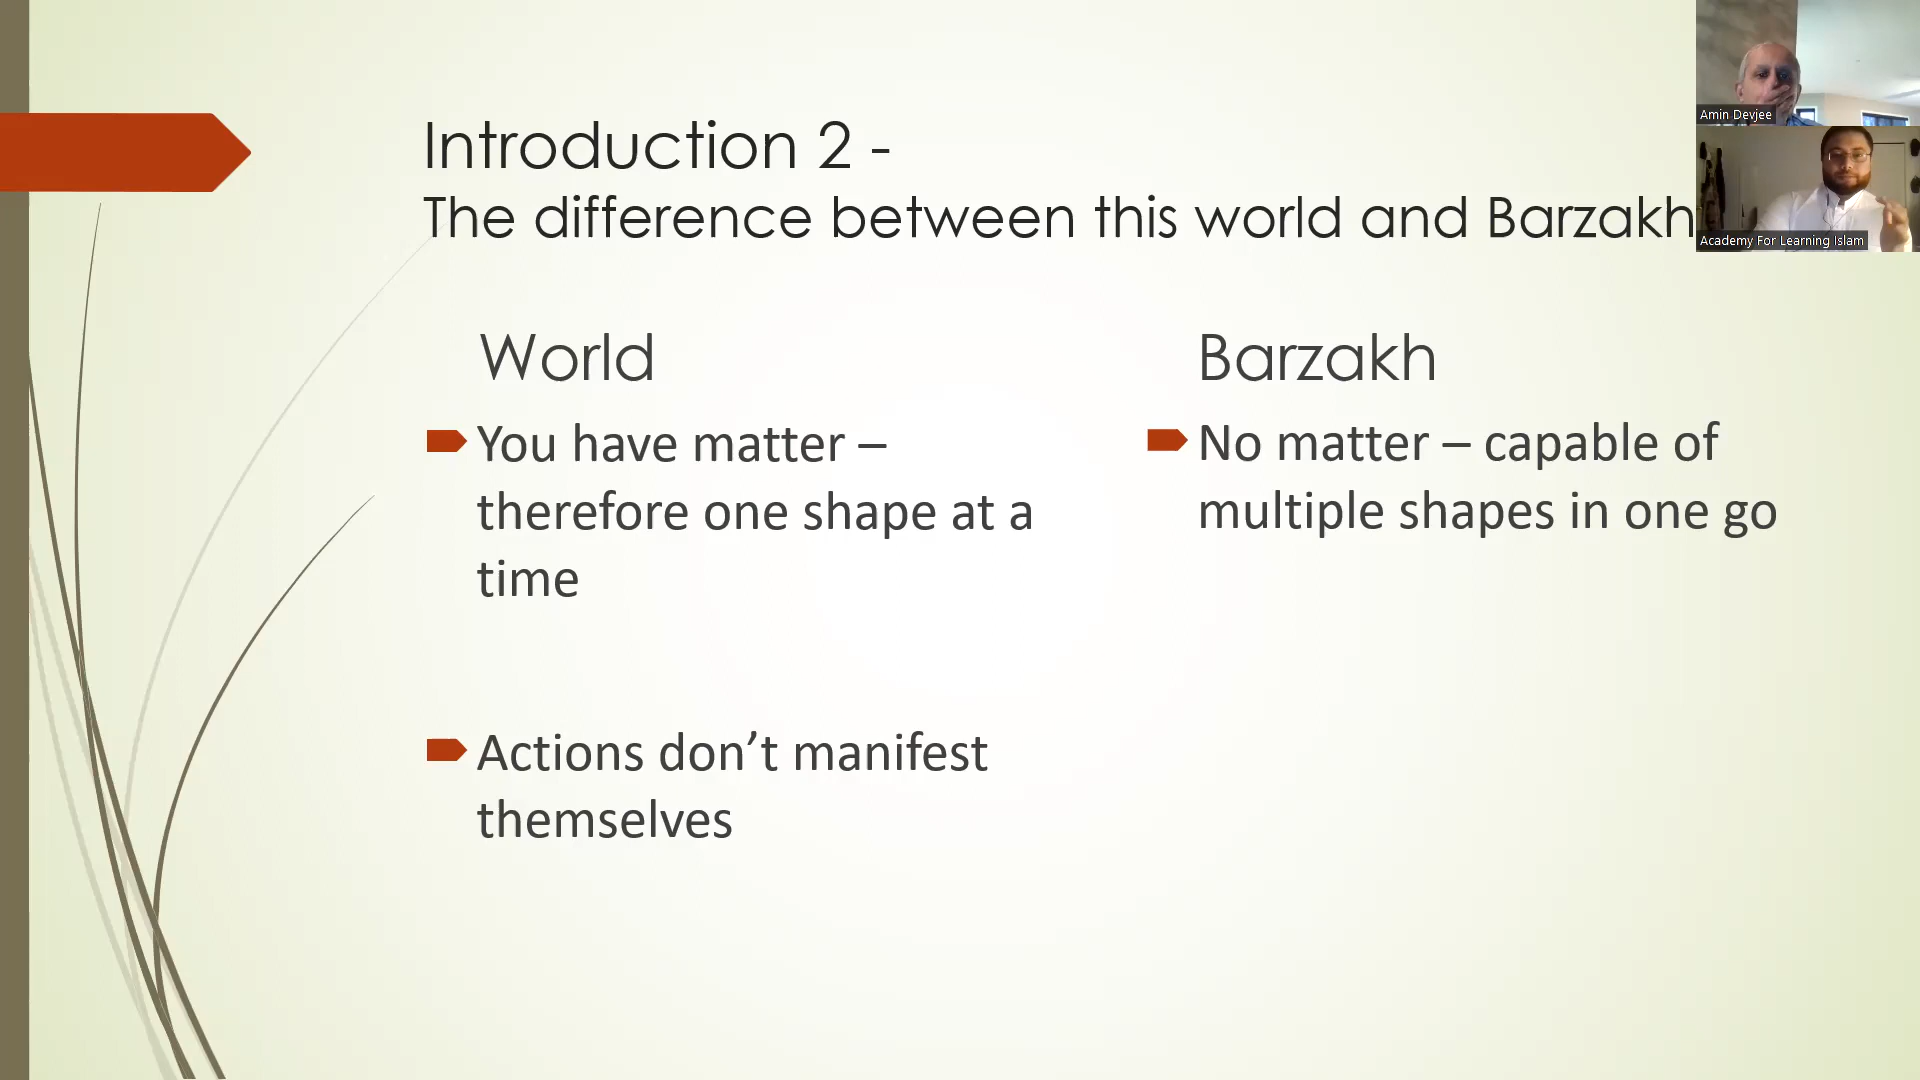 Introduction 2 -
The difference between this world and Barzakh
World
You have matter –
therefore one shape at a
time
Actions don’t manifest
themselves
Barzakh
No matter – capable of
multiple shapes in one go
Amin Devjee
Academy For Learning Islam